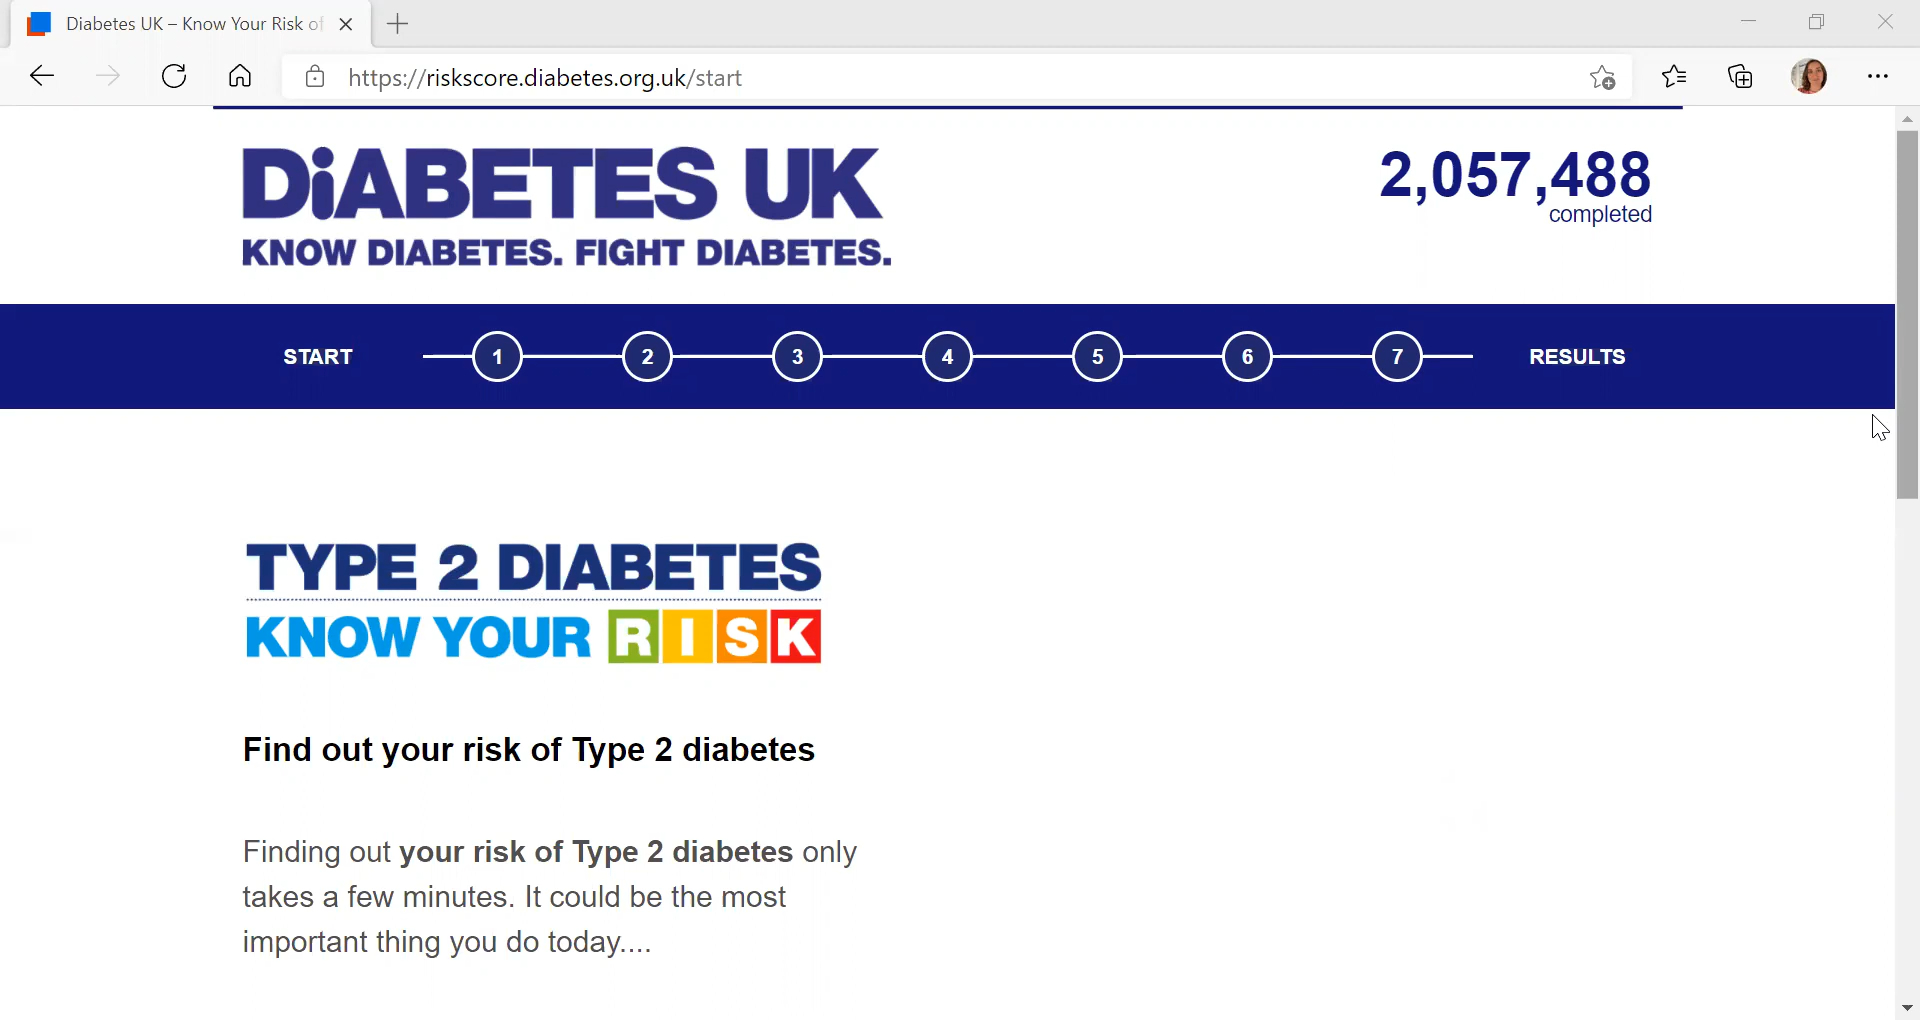 Diabetes UK – Know Your Risk of
https://riskscore.diabetes.org.uk/start
DiABETES UK
KNOW DIABETES. FIGHT DIABETES.
2,057,488
completed
START 1 2 3 4 5 6 7 RESULTS
TYPE 2 DIABETES
KNOW YOUR RISK
Find out your risk of Type 2 diabetes
Finding out your risk of Type 2 diabetes only
takes a few minutes. It could be the most
important thing you do today....